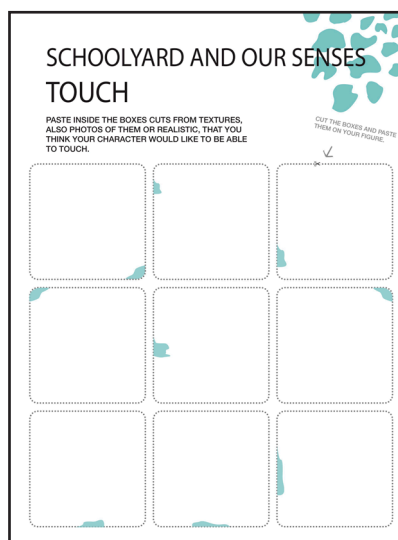 SCHOOLYARD AND OUR SENSES
TOUCH
PASTE INSIDE THE BOXES CUTS FROM TEXTURES,
ALSO PHOTOS OF THEM OR REALISTIC, THAT YOU
THINK YOUR CHARACTER WOULD LIKE TO BE ABLE
TO TOUCH.
CUT THE BOXES AND PASTE
THEM ON YOUR FIGURE.